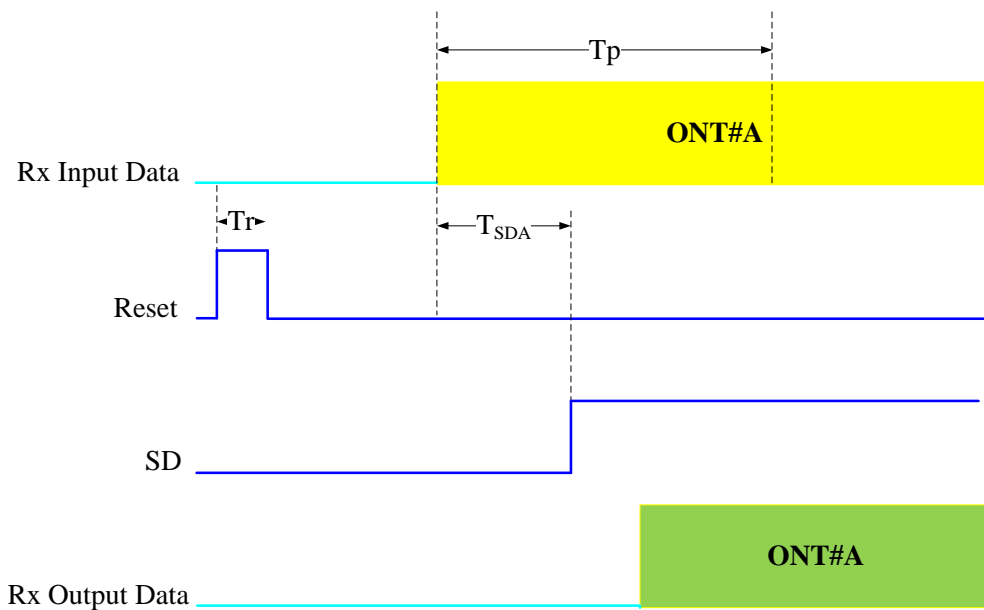 Tp
ONT#A
Rx Input Data
Tr
TSDA
Reset
SD
ONT#A
Rx Output Data